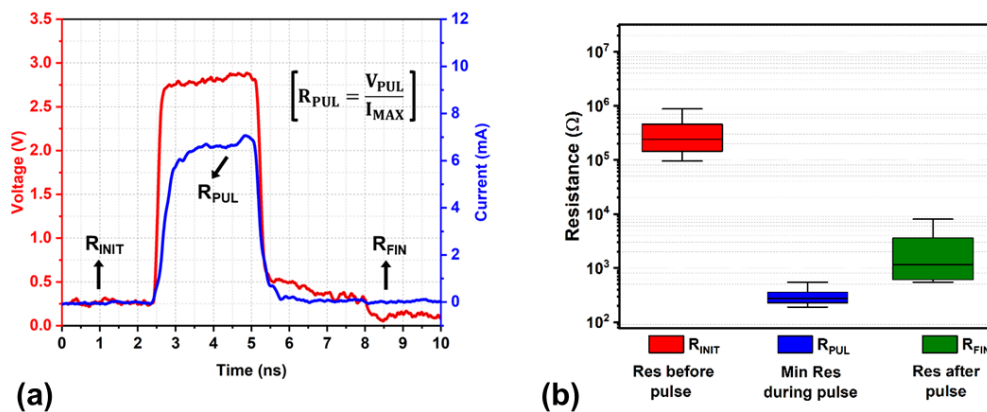 3.5
3.0
2.5
2.0
1.5
1.0
0.5
0.0
Voltage (V)
12
10
8
6
4
2
0
Current (mA)
0 1 2 3 4 5 6 7 8 9 10
Time (ns)
[R_PUL = V_PUL / I_MAX]
R_INIT
R_PUL
R_FIN
(a)
10^7
10^6
10^5
10^4
10^3
10^2
Resistance (Ω)
R_INIT R_PUL R_FIN
Res before pulse
Min Res during pulse
Res after pulse
(b)